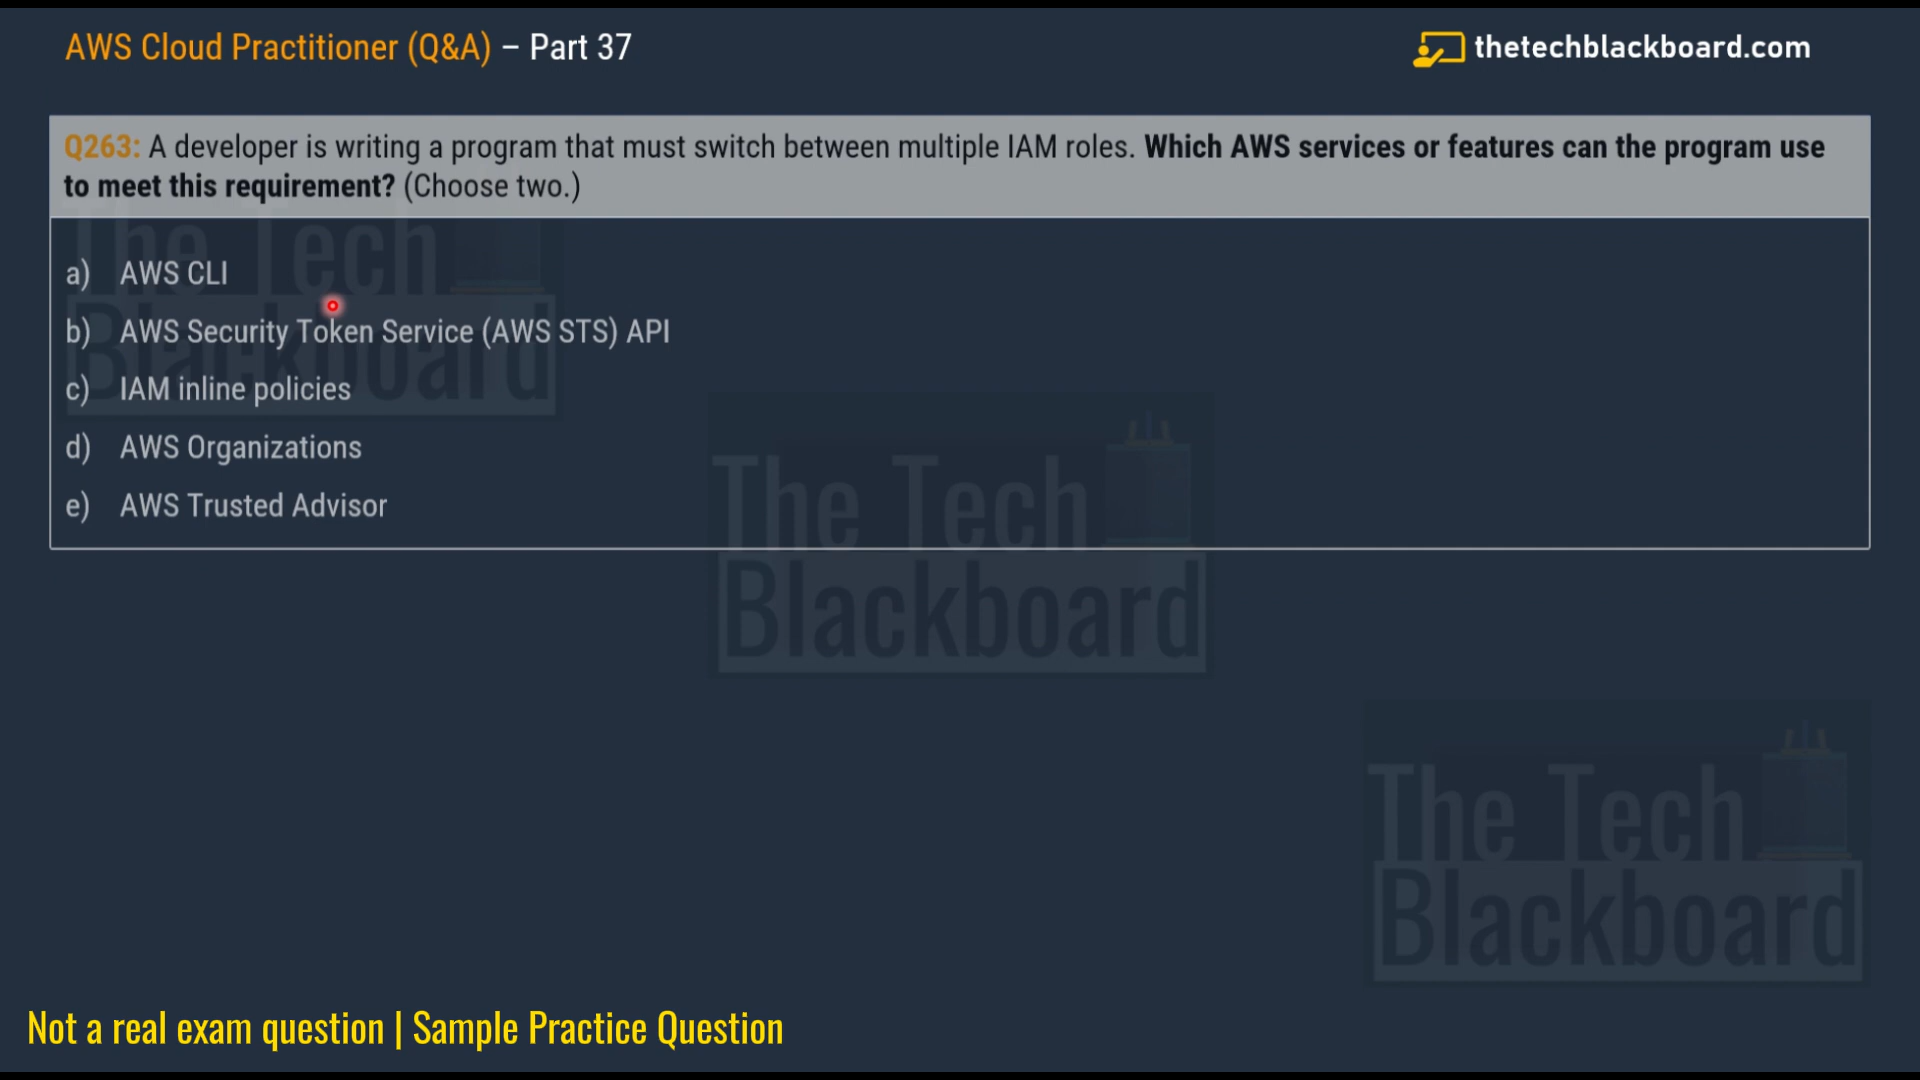 AWS Cloud Practitioner (Q&A) – Part 37
thetechblackboard.com
Q263: A developer is writing a program that must switch between multiple IAM roles. Which AWS services or features can the program use
to meet this requirement? (Choose two.)
a) AWS CLI
b) AWS Security Token Service (AWS STS) API
c) IAM inline policies
d) AWS Organizations
e) AWS Trusted Advisor
The Tech
Blackboard
The Tech
Blackboard
The Tech
Blackboard
Not a real exam question | Sample Practice Question